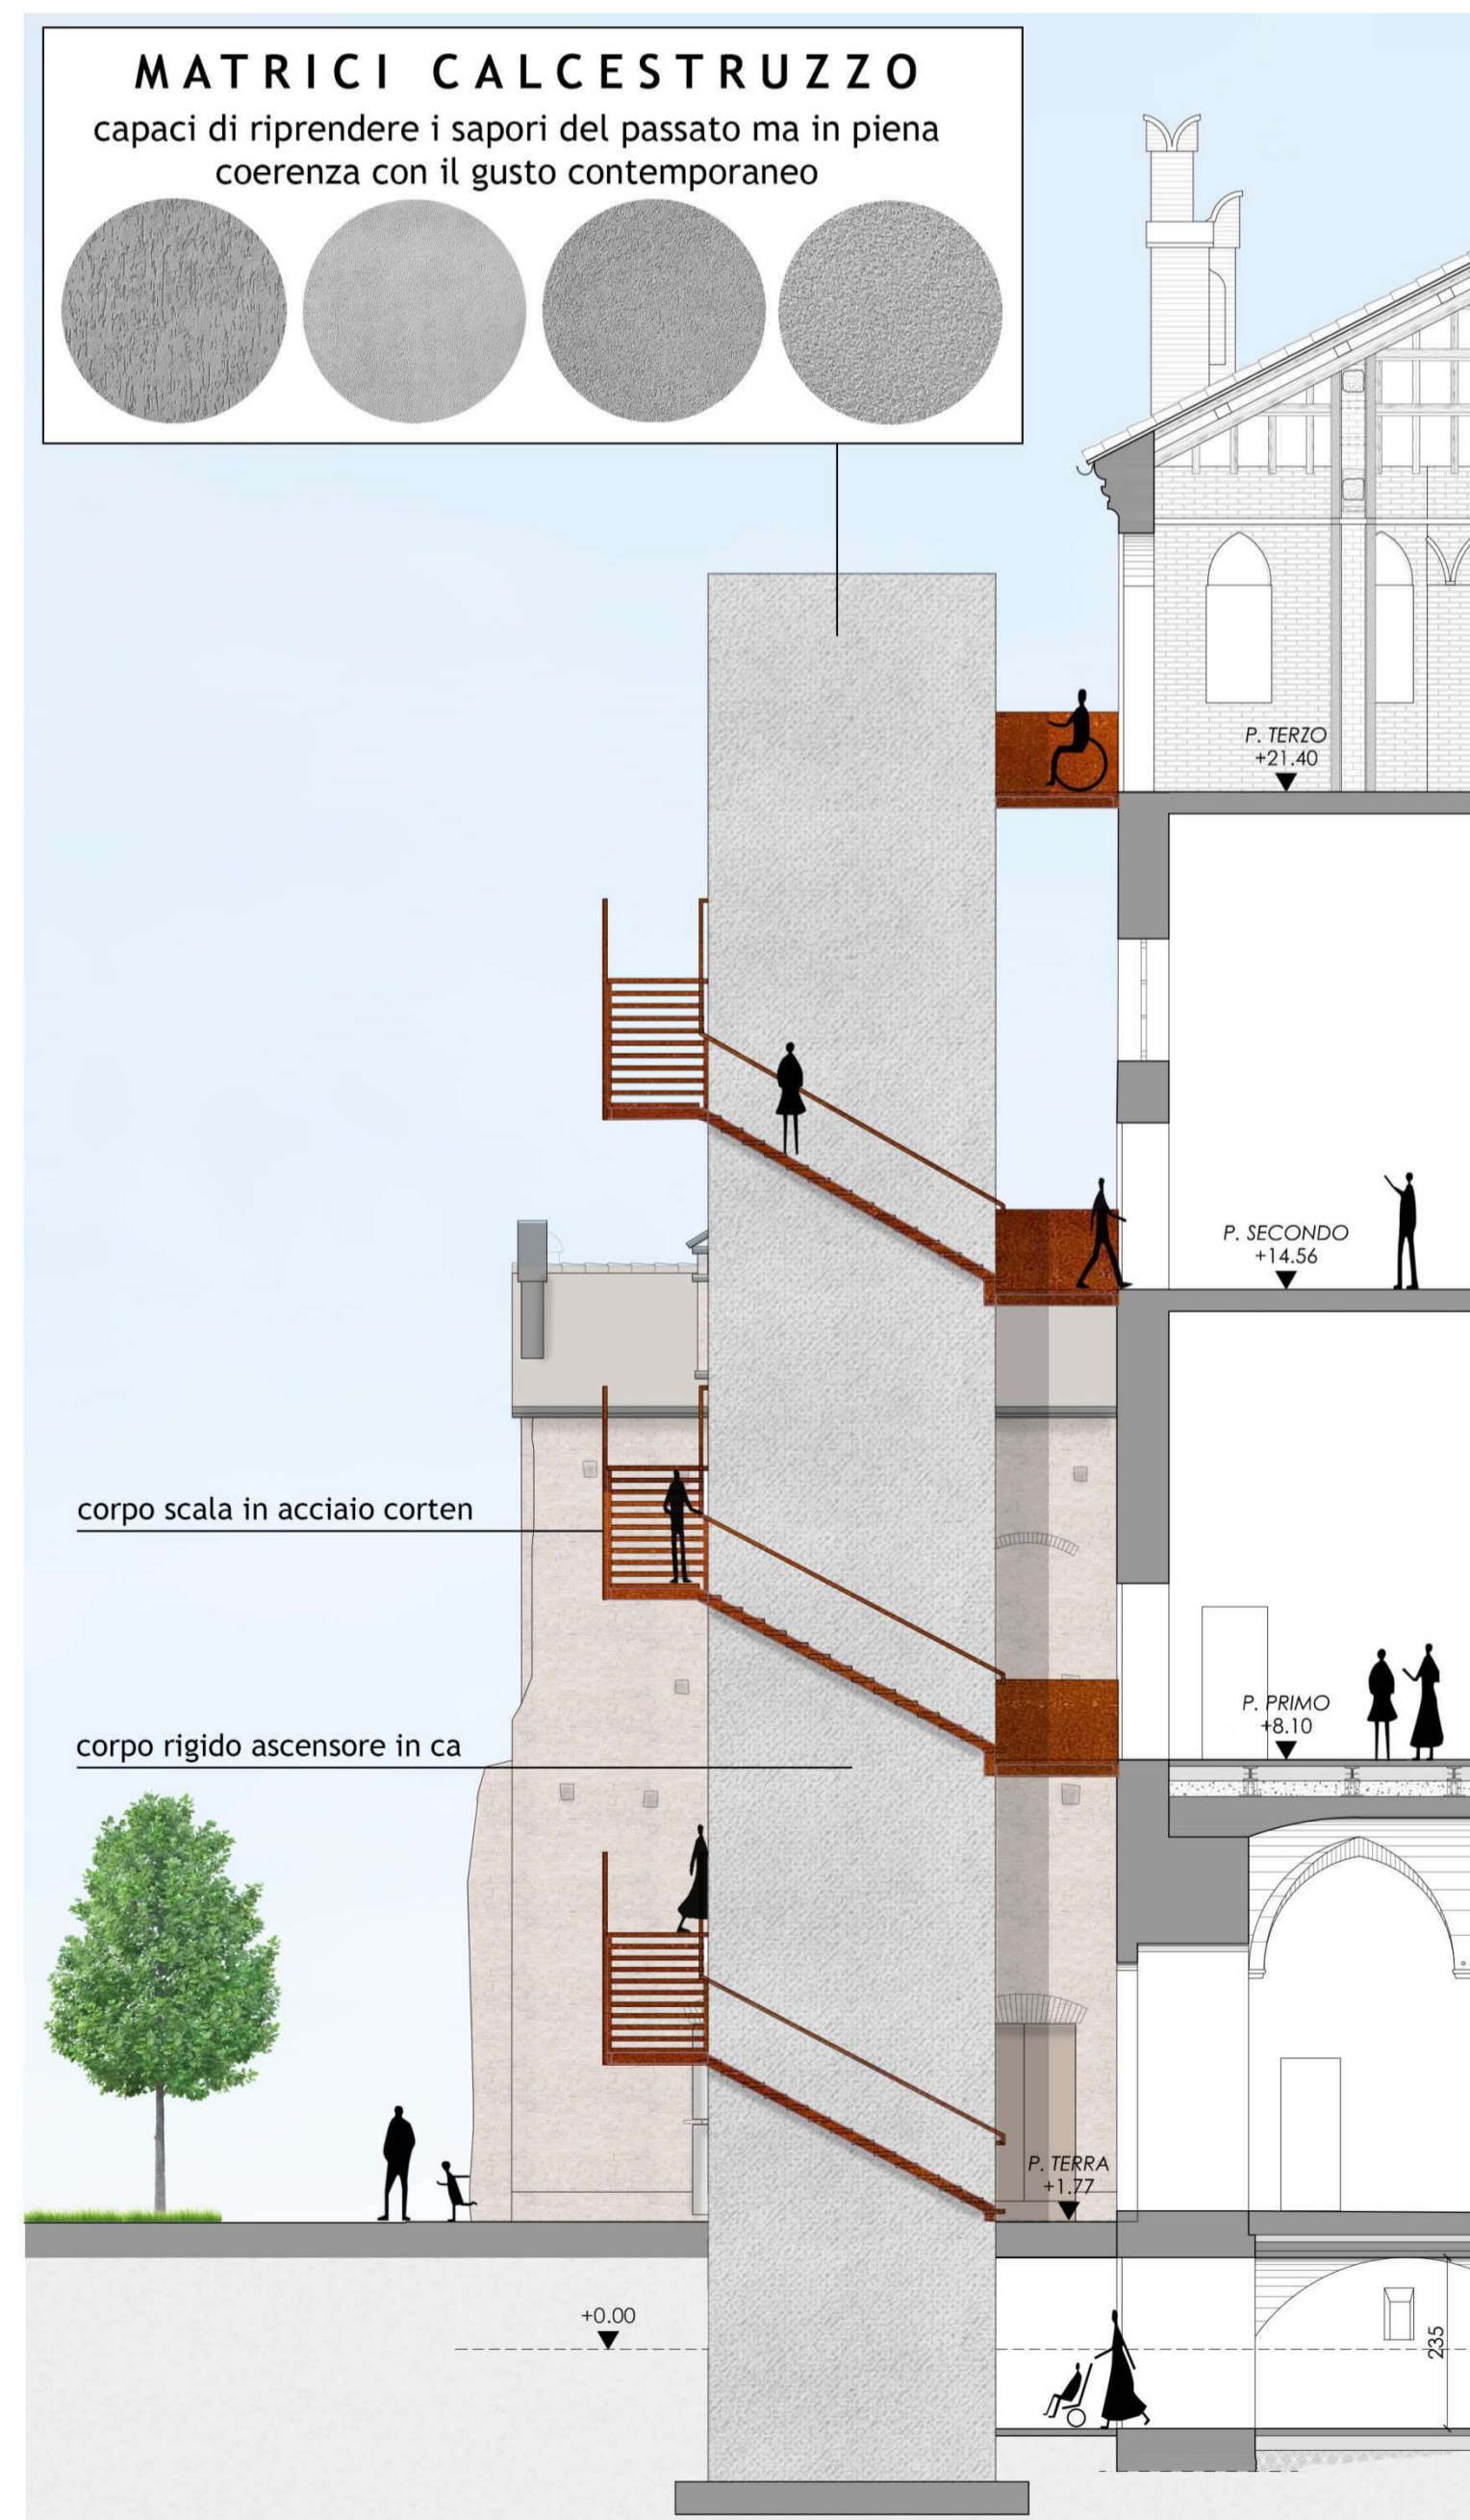 MATRICI CALCESTRUZZO
capaci di riprendere i sapori del passato ma in piena
coerenza con il gusto contemporaneo
P. TERZO
+21.40
P. SECONDO
+14.56
corpo scala in acciaio corten
P. PRIMO
+8.10
corpo rigido ascensore in ca
P. TERRA
+1.77
+0.00
235